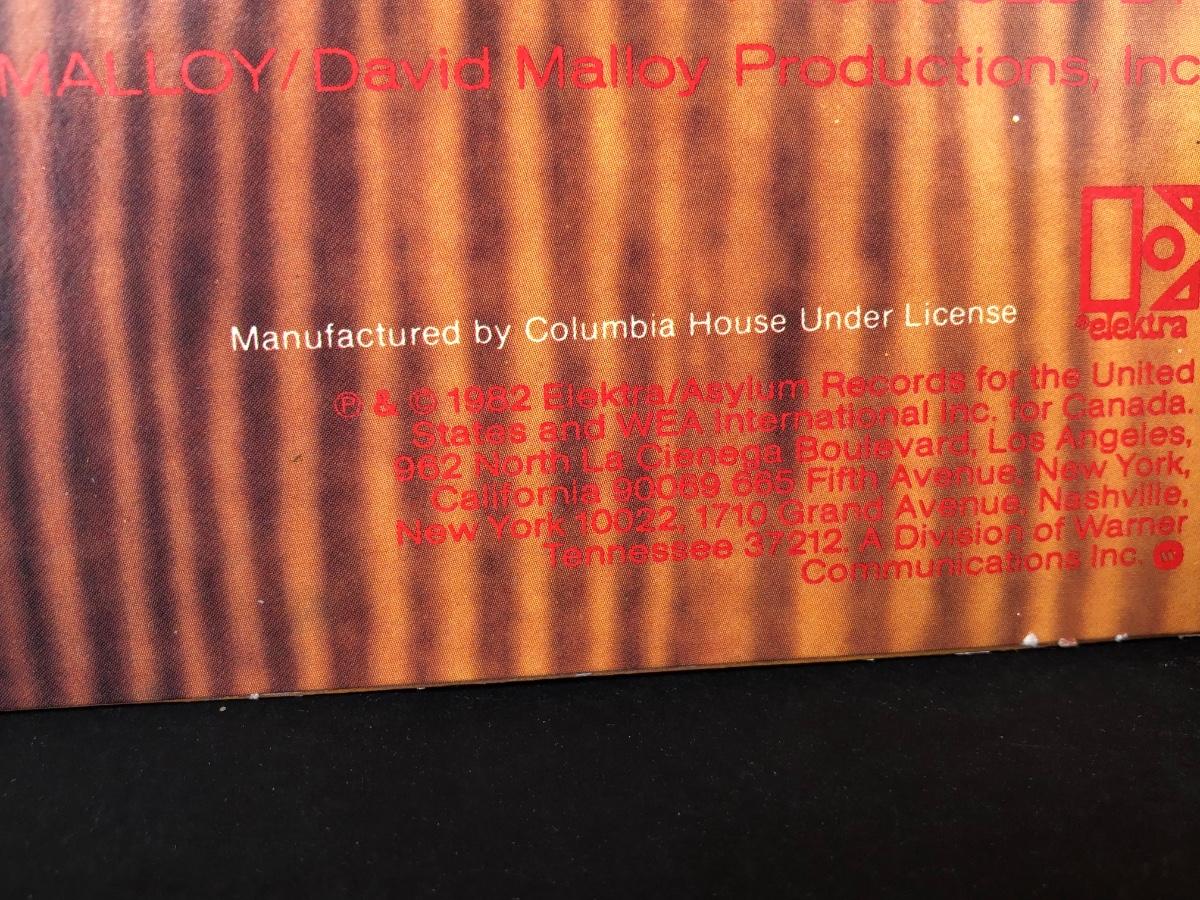 MALLOY/David Malloy Productions, Inc
elektra
Manufactured by Columbia House Under License
℗ & © 1982 Elektra/Asylum Records for the United
States and WEA International Inc. for Canada.
962 North La Cienega Boulevard, Los Angeles,
California 90069 665 Fifth Avenue, New York,
New York 10022, 1710 Grand Avenue, Nashville,
Tennessee 37212. A Division of Warner
Communications Inc.